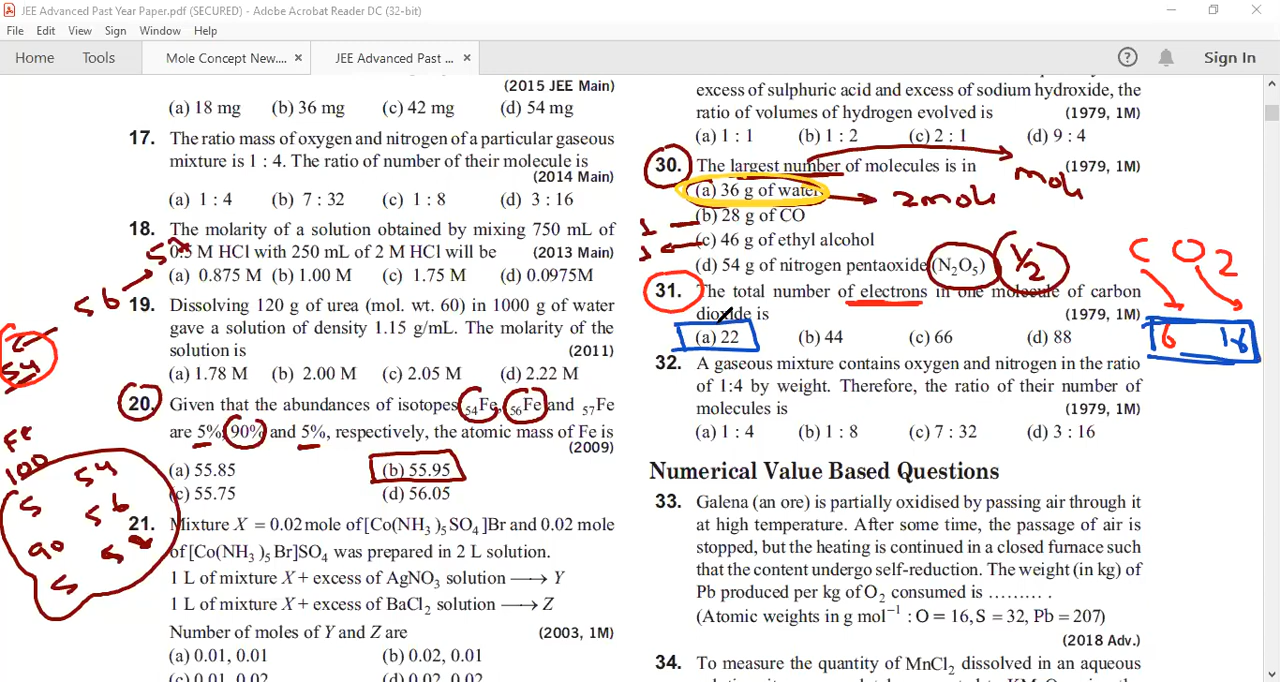 JEE Advanced Past Year Paper.pdf (SECURED) - Adobe Acrobat Reader DC (32-bit)
File Edit View Sign Window Help
Home Tools Mole Concept New.... × JEE Advanced Past ... × Sign In
(2015 JEE Main)
(a) 18 mg (b) 36 mg (c) 42 mg (d) 54 mg
17. The ratio mass of oxygen and nitrogen of a particular gaseous
mixture is 1 : 4. The ratio of number of their molecule is
(2014 Main)
(a) 1 : 4 (b) 7 : 32 (c) 1 : 8 (d) 3 : 16
18. The molarity of a solution obtained by mixing 750 mL of
0.5 M HCl with 250 mL of 2 M HCl will be (2013 Main)
(a) 0.875 M (b) 1.00 M (c) 1.75 M (d) 0.0975M
56
19. Dissolving 120 g of urea (mol. wt. 60) in 1000 g of water
gave a solution of density 1.15 g/mL. The molarity of the
solution is (2011)
54
(a) 1.78 M (b) 2.00 M (c) 2.05 M (d) 2.22 M
20. Given that the abundances of isotopes ₅₄Fe, ₅₆Fe and ₅₇Fe
are 5%, 90% and 5%, respectively, the atomic mass of Fe is
(2009)
Fe
100
(a) 55.85 (b) 55.95
(c) 55.75 (d) 56.05
5 54
90 56
5 57
21. Mixture X = 0.02 mole of [Co(NH₃)₅SO₄]Br and 0.02 mole
of [Co(NH₃)₅Br]SO₄ was prepared in 2 L solution.
1 L of mixture X + excess of AgNO₃ solution ⟶ Y
1 L of mixture X + excess of BaCl₂ solution ⟶ Z
Number of moles of Y and Z are (2003, 1M)
(a) 0.01, 0.01 (b) 0.02, 0.01
(c) 0.01, 0.02 (d) 0.02, 0.02
excess of sulphuric acid and excess of sodium hydroxide, the
ratio of volumes of hydrogen evolved is (1979, 1M)
(a) 1 : 1 (b) 1 : 2 (c) 2 : 1 (d) 9 : 4
30. The largest number of molecules is in (1979, 1M)
mole
(a) 36 g of water 2mole
1 (b) 28 g of CO
(c) 46 g of ethyl alcohol
(d) 54 g of nitrogen pentaoxide (N₂O₅) 1/2
CO2
31. The total number of electrons in one molecule of carbon
dioxide is (1979, 1M)
(a) 22 (b) 44 (c) 66 (d) 88
6 16
32. A gaseous mixture contains oxygen and nitrogen in the ratio
of 1:4 by weight. Therefore, the ratio of their number of
molecules is (1979, 1M)
(a) 1 : 4 (b) 1 : 8 (c) 7 : 32 (d) 3 : 16
Numerical Value Based Questions
33. Galena (an ore) is partially oxidised by passing air through it
at high temperature. After some time, the passage of air is
stopped, but the heating is continued in a closed furnace such
that the content undergo self-reduction. The weight (in kg) of
Pb produced per kg of O₂ consumed is ......... .
(Atomic weights in g mol⁻¹ : O = 16, S = 32, Pb = 207)
(2018 Adv.)
34. To measure the quantity of MnCl₂ dissolved in an aqueous